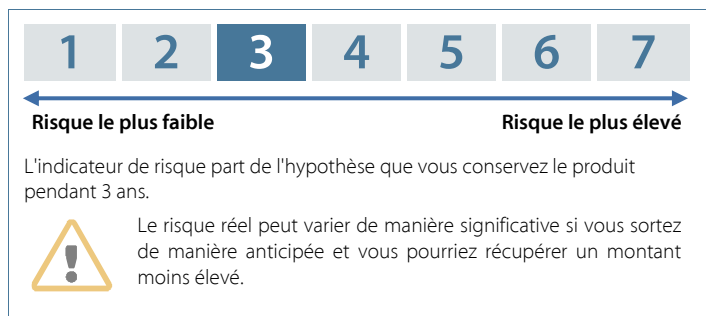 1 2 3 4 5 6 7
Risque le plus faible Risque le plus élevé
L'indicateur de risque part de l'hypothèse que vous conservez le produit
pendant 3 ans.
Le risque réel peut varier de manière significative si vous sortez
de manière anticipée et vous pourriez récupérer un montant
moins élevé.